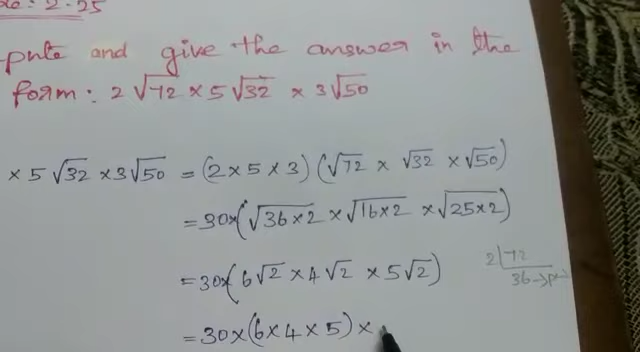 2.25
and give the answer in the
form: 2√72 × 5√32 × 3√50
× 5√32 × 3√50 = (2×5×3) (√72 × √32 × √50)
= 30×(√36×2 × √16×2 × √25×2)
= 30×(6√2 × 4√2 × 5√2)
2 | 72
36→
= 30×(6×4×5)×